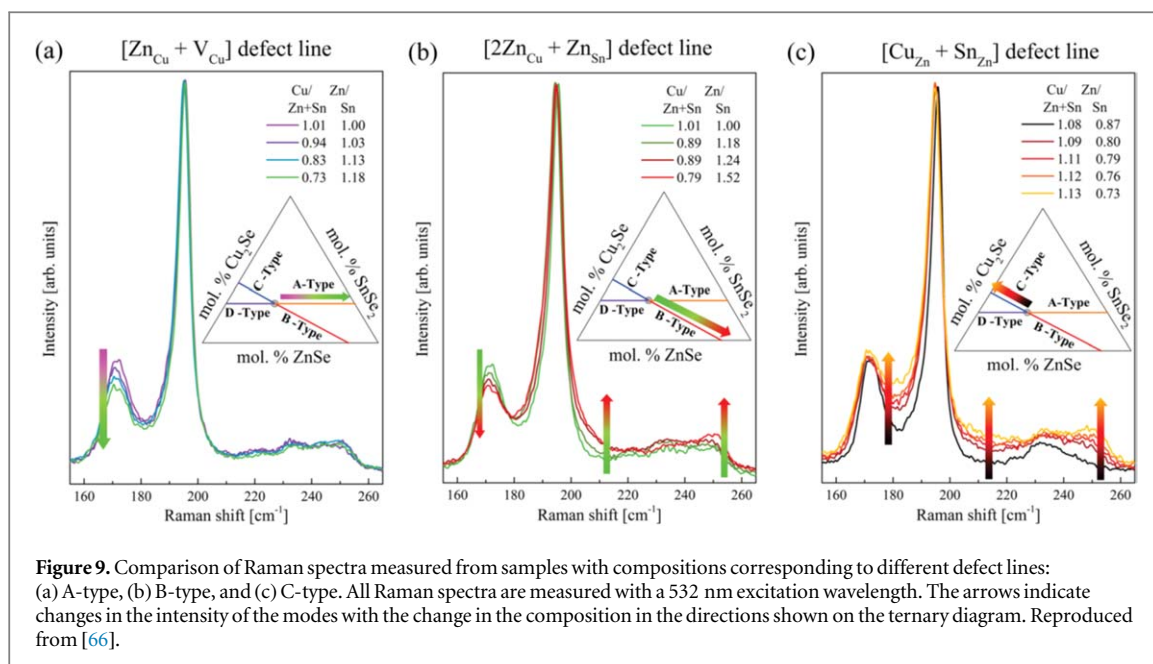 (a) [Zn_Cu + V_Cu] defect line
Cu/ Zn/
Zn+Sn Sn
1.01 1.00
0.94 1.03
0.83 1.13
0.73 1.18
mol. % Cu₂Se
mol. % SnSe₂
C -Type
A-Type
D -Type
B -Type
mol. % ZnSe
Intensity [arb. units]
160 180 200 220 240 260
Raman shift [cm⁻¹]
(b) [2Zn_Cu + Zn_Sn] defect line
Cu/ Zn/
Zn+Sn Sn
1.01 1.00
0.89 1.18
0.89 1.24
0.79 1.52
mol. % Cu₂Se
mol. % SnSe₂
C -Type
A-Type
D -Type
B -Type
mol. % ZnSe
Intensity [arb. units]
160 180 200 220 240 260
Raman shift [cm⁻¹]
(c) [Cu_Zn + Sn_Zn] defect line
Cu/ Zn/
Zn+Sn Sn
1.08 0.87
1.09 0.80
1.11 0.79
1.12 0.76
1.13 0.73
mol. % Cu₂Se
mol. % SnSe₂
C -Type
A-Type
D -Type
B -Type
mol. % ZnSe
Intensity [arb. units]
160 180 200 220 240 260
Raman shift [cm⁻¹]
Figure 9. Comparison of Raman spectra measured from samples with compositions corresponding to different defect lines:
(a) A-type, (b) B-type, and (c) C-type. All Raman spectra are measured with a 532 nm excitation wavelength. The arrows indicate
changes in the intensity of the modes with the change in the composition in the directions shown on the ternary diagram. Reproduced
from [66].